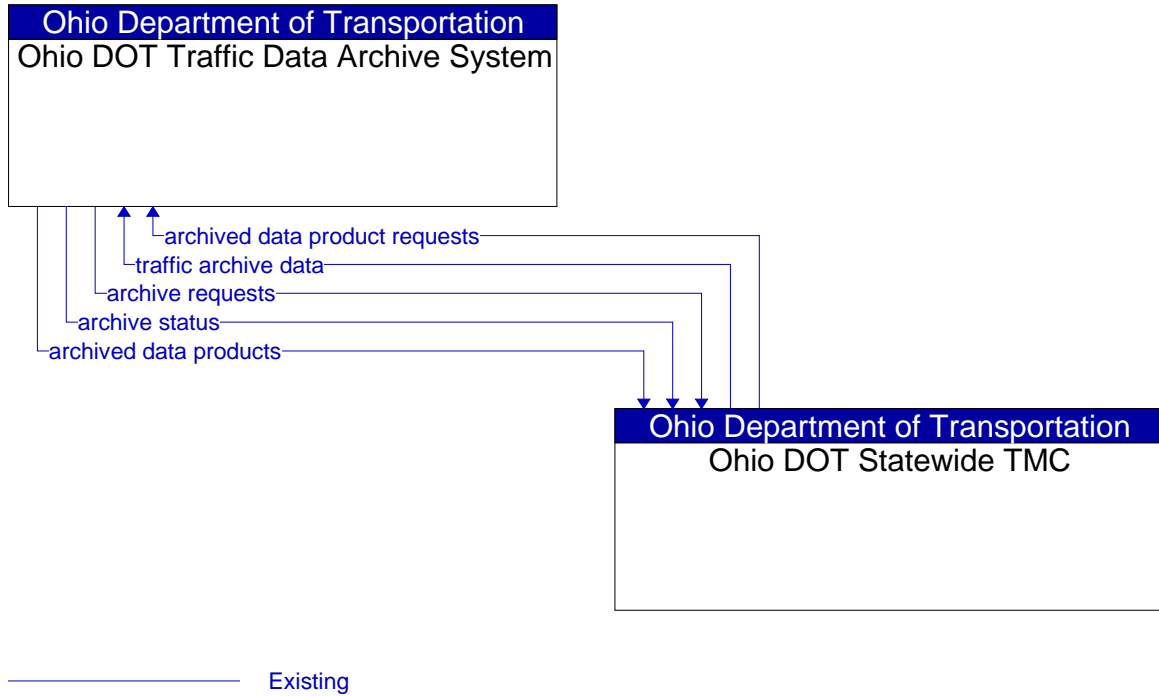 Ohio Department of Transportation
Ohio DOT Traffic Data Archive System
archived data product requests
traffic archive data
archive requests
archive status
archived data products
Ohio Department of Transportation
Ohio DOT Statewide TMC
Existing